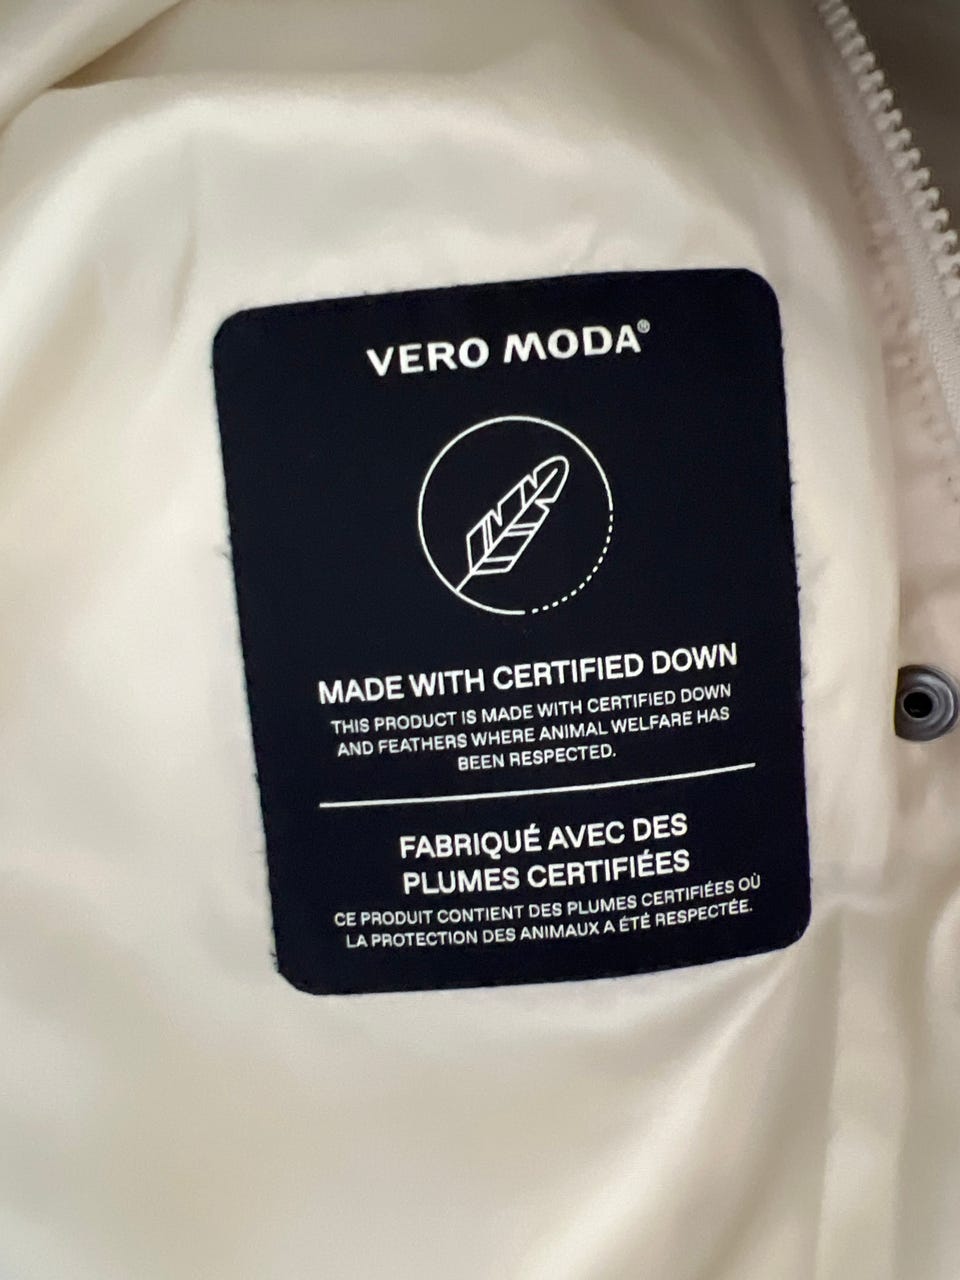 VERO MODA®
MADE WITH CERTIFIED DOWN
THIS PRODUCT IS MADE WITH CERTIFIED DOWN
AND FEATHERS WHERE ANIMAL WELFARE HAS
BEEN RESPECTED.
FABRIQUÉ AVEC DES
PLUMES CERTIFIÉES
CE PRODUIT CONTIENT DES PLUMES CERTIFIÉES OÙ
LA PROTECTION DES ANIMAUX A ÉTÉ RESPECTÉE.